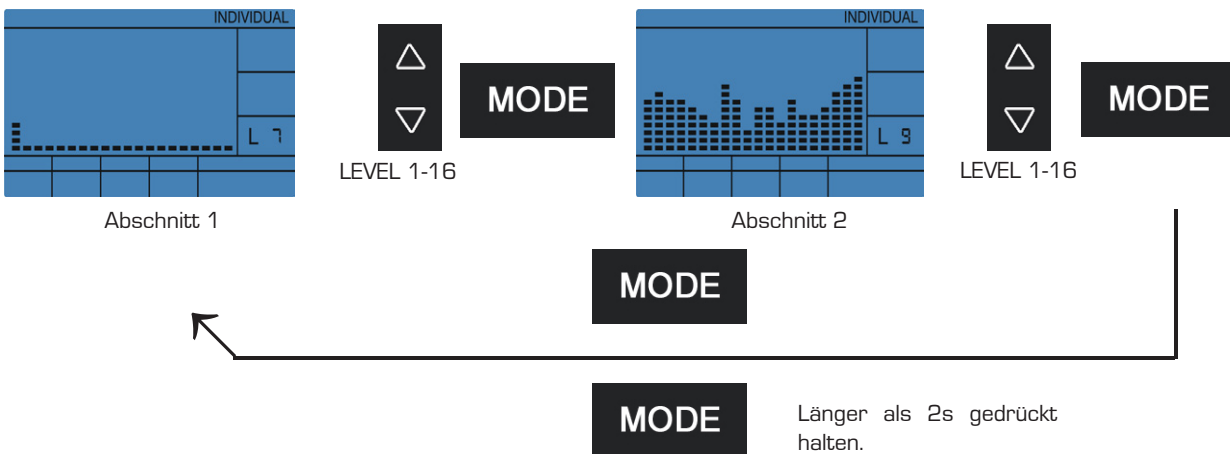 INDIVIDUAL
L 7
LEVEL 1-16
MODE
Abschnitt 1
INDIVIDUAL
L 9
LEVEL 1-16
MODE
Abschnitt 2
MODE
MODE
Länger als 2s gedrückt
halten.